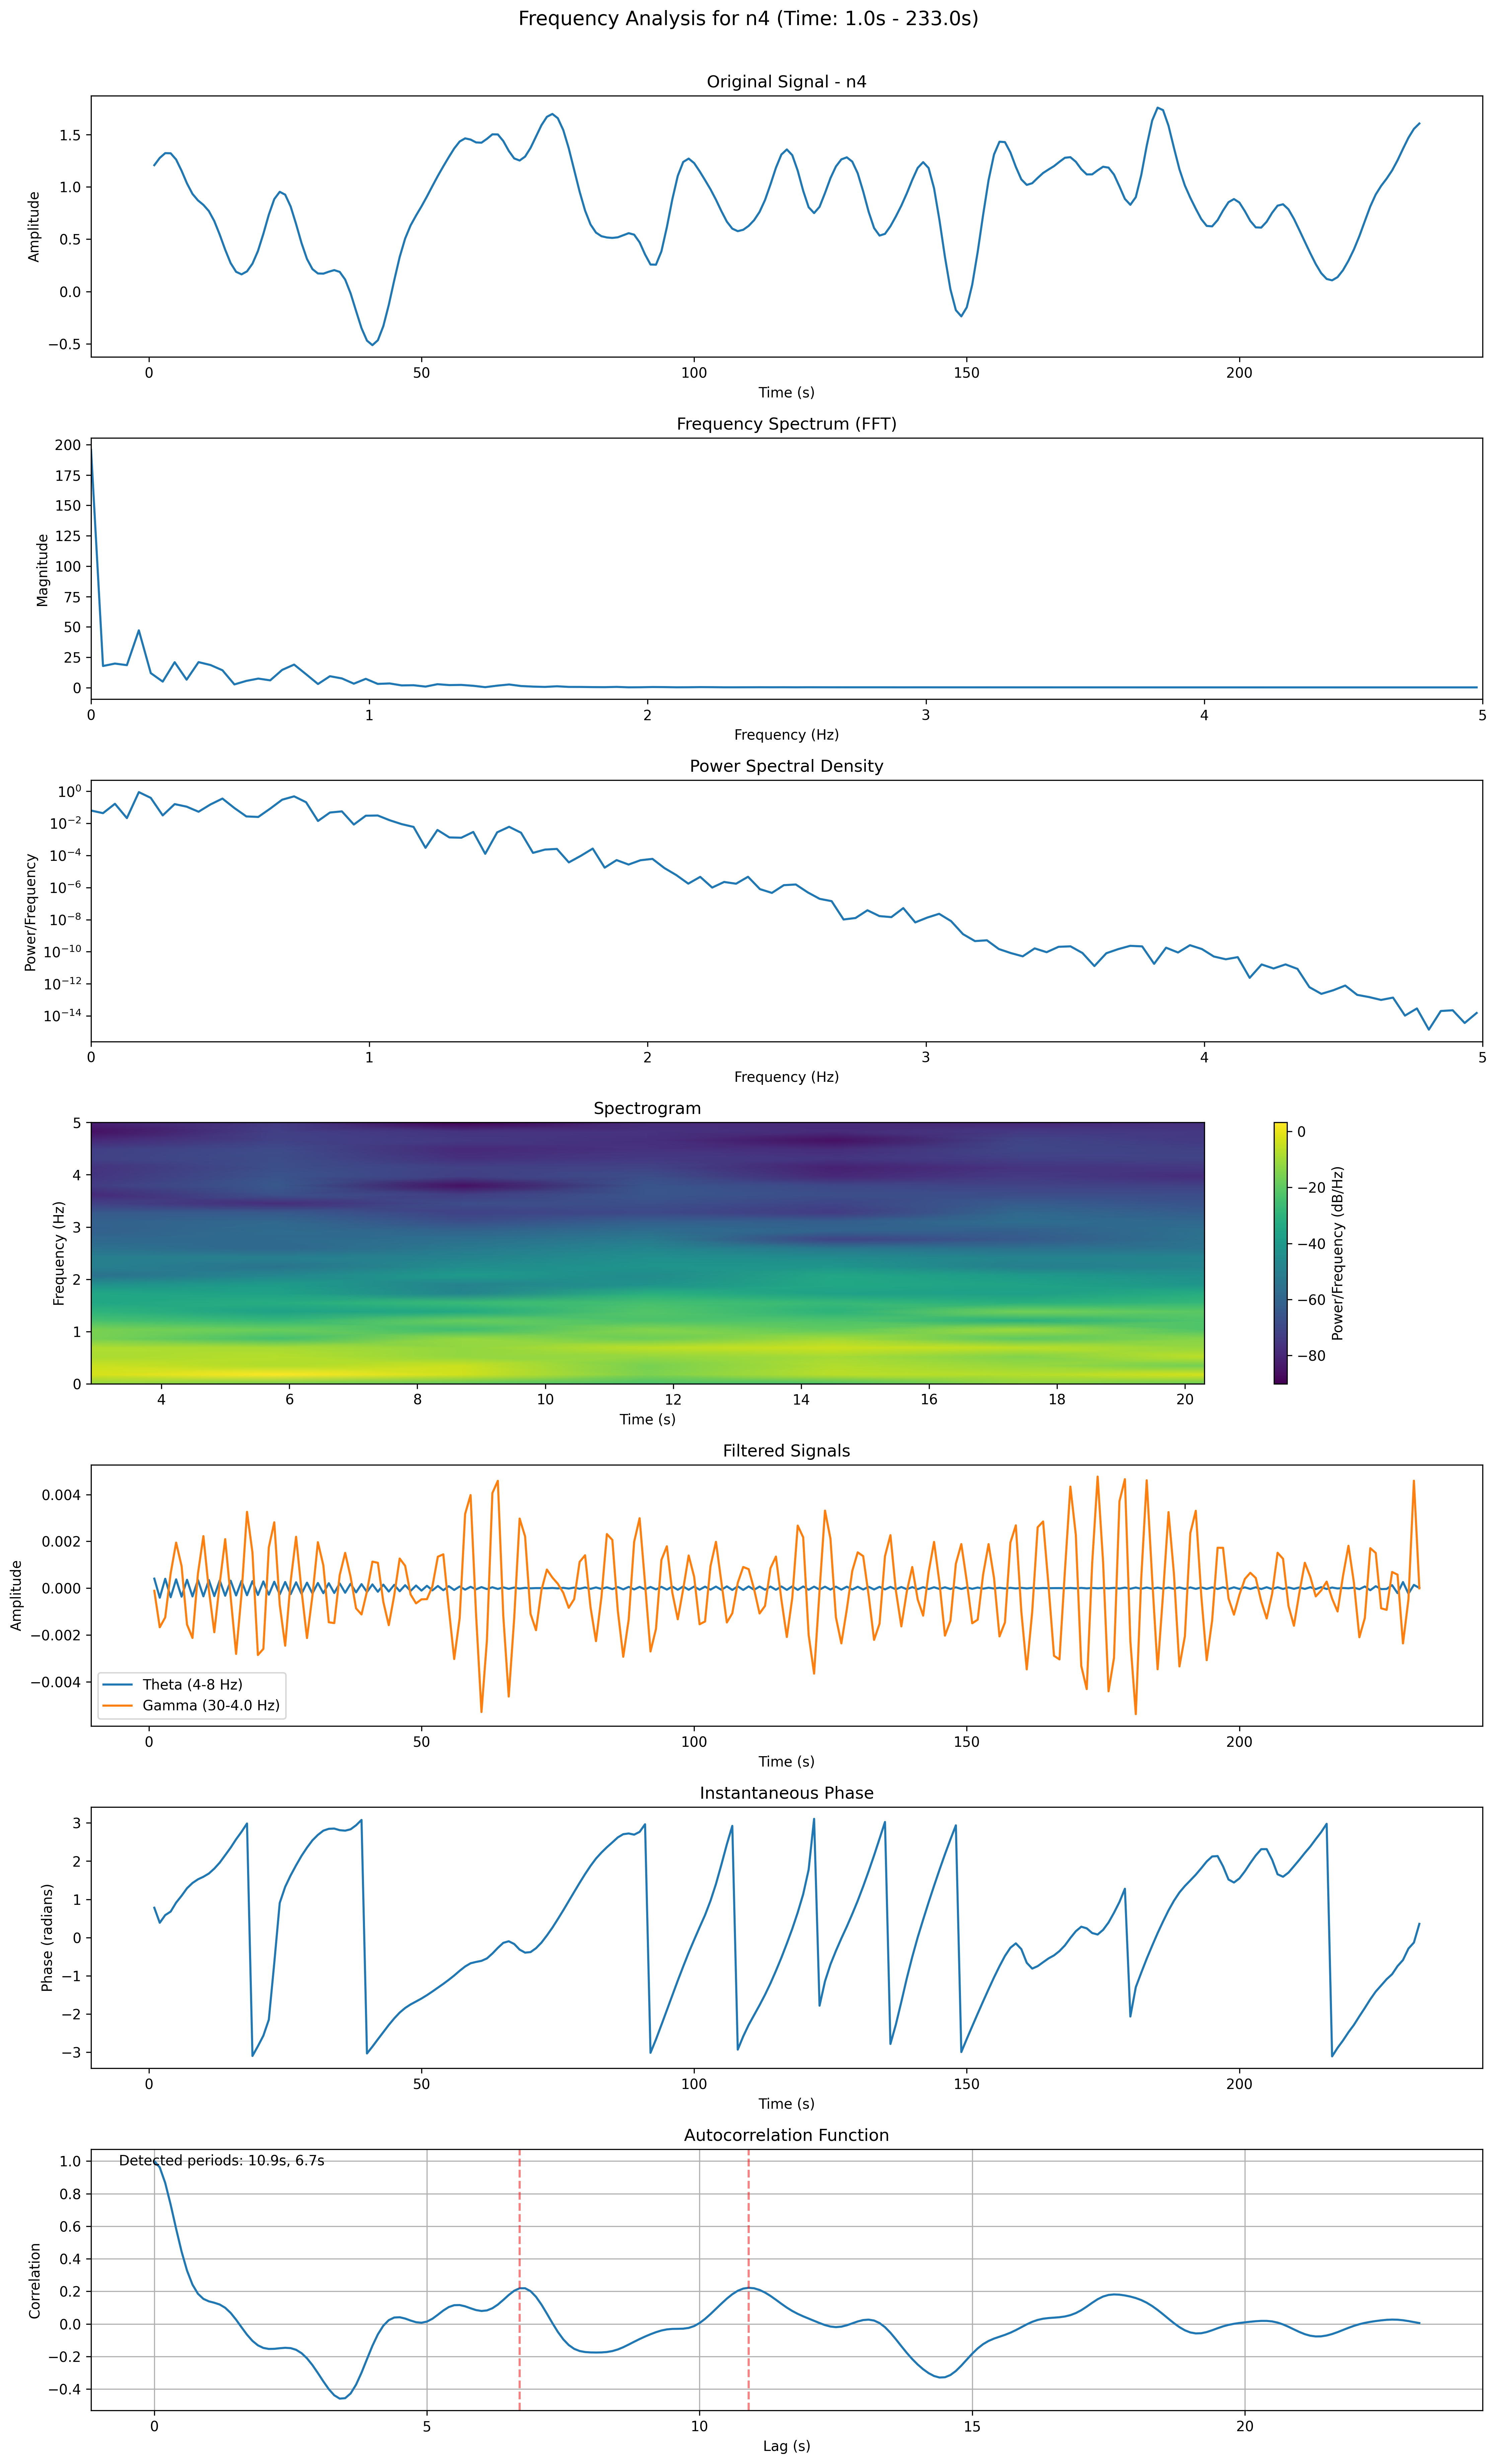 Frequency Analysis for n4 (Time: 1.0s - 233.0s)
Original Signal - n4
Amplitude
1.5
1.0
0.5
0.0
−0.5
0 50 100 150 200
Time (s)
Frequency Spectrum (FFT)
Magnitude
200
175
150
125
100
75
50
25
0
0 1 2 3 4 5
Frequency (Hz)
Power Spectral Density
Power/Frequency
10⁰
10⁻²
10⁻⁴
10⁻⁶
10⁻⁸
10⁻¹⁰
10⁻¹²
10⁻¹⁴
0 1 2 3 4 5
Frequency (Hz)
Spectrogram
Frequency (Hz)
5
4
3
2
1
0
4 6 8 10 12 14 16 18 20
Time (s)
0
−20
−40
−60
−80
Power/Frequency (dB/Hz)
Filtered Signals
Amplitude
0.004
0.002
0.000
−0.002
−0.004
Theta (4-8 Hz)
Gamma (30-4.0 Hz)
0 50 100 150 200
Time (s)
Instantaneous Phase
Phase (radians)
3
2
1
0
−1
−2
−3
0 50 100 150 200
Time (s)
Autocorrelation Function
Detected periods: 10.9s, 6.7s
Correlation
1.0
0.8
0.6
0.4
0.2
0.0
−0.2
−0.4
0 5 10 15 20
Lag (s)